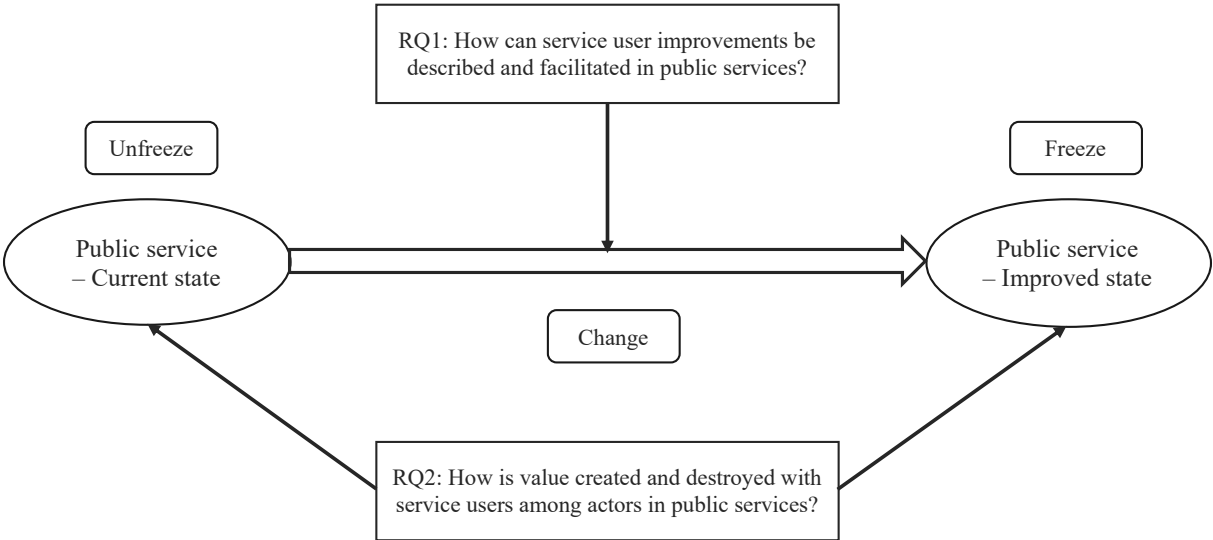 RQ1: How can service user improvements be
described and facilitated in public services?
Unfreeze
Freeze
Public service
– Current state
Public service
– Improved state
Change
RQ2: How is value created and destroyed with
service users among actors in public services?